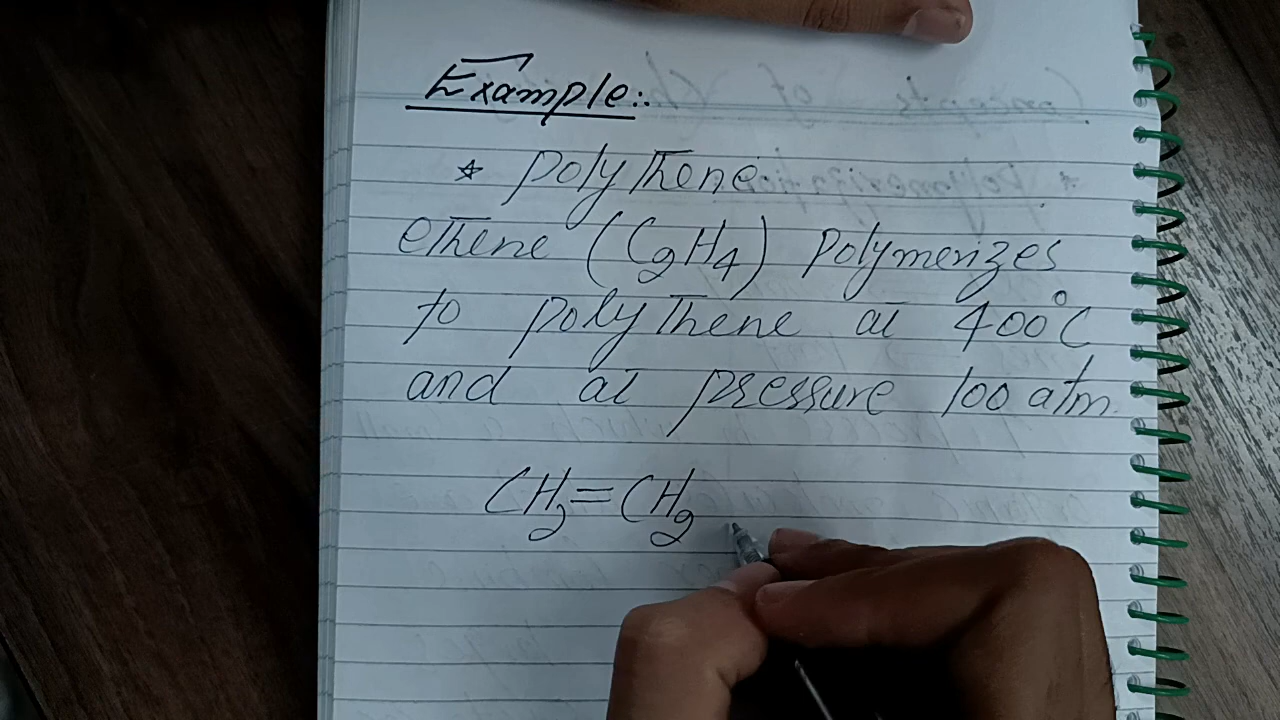 Example:.
* polythene
ethene (C2H4) polymerizes
to polythene at 400°C
and at pressure 100 atm
CH2=CH2